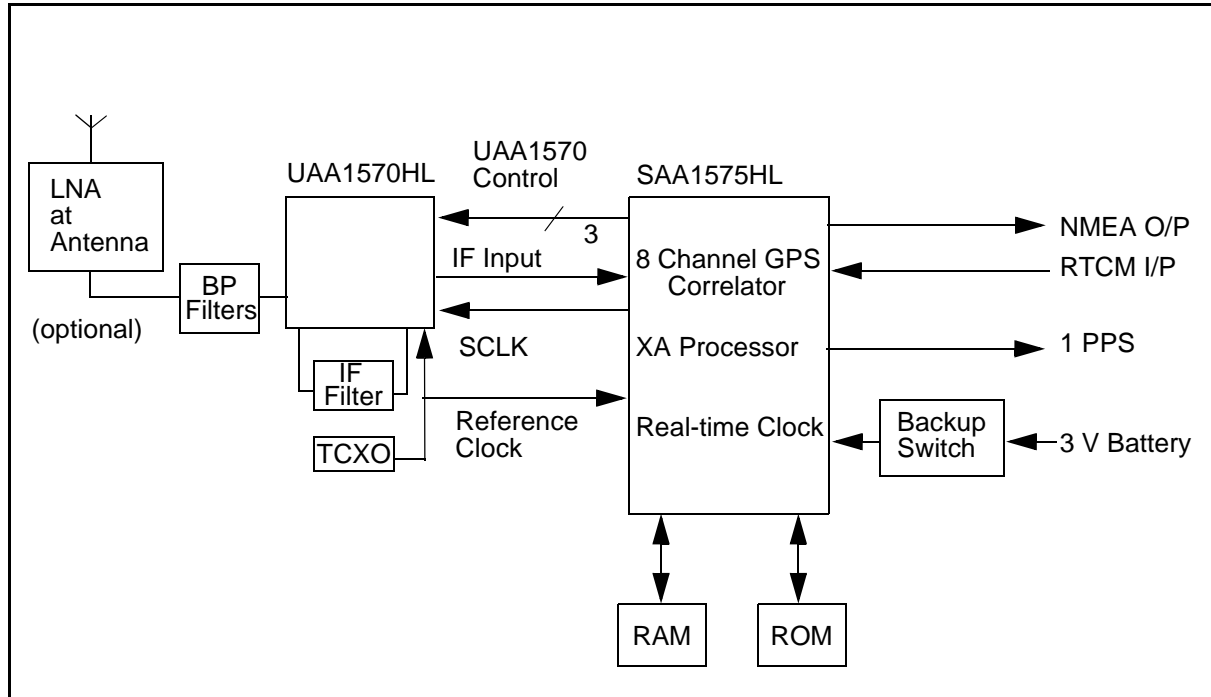 LNA
at
Antenna
(optional)
BP
Filters
UAA1570HL
IF
Filter
TCXO
UAA1570
Control
3
IF Input
SCLK
Reference
Clock
SAA1575HL
8 Channel GPS
Correlator
XA Processor
Real-time Clock
NMEA O/P
RTCM I/P
1 PPS
Backup
Switch
3 V Battery
RAM
ROM